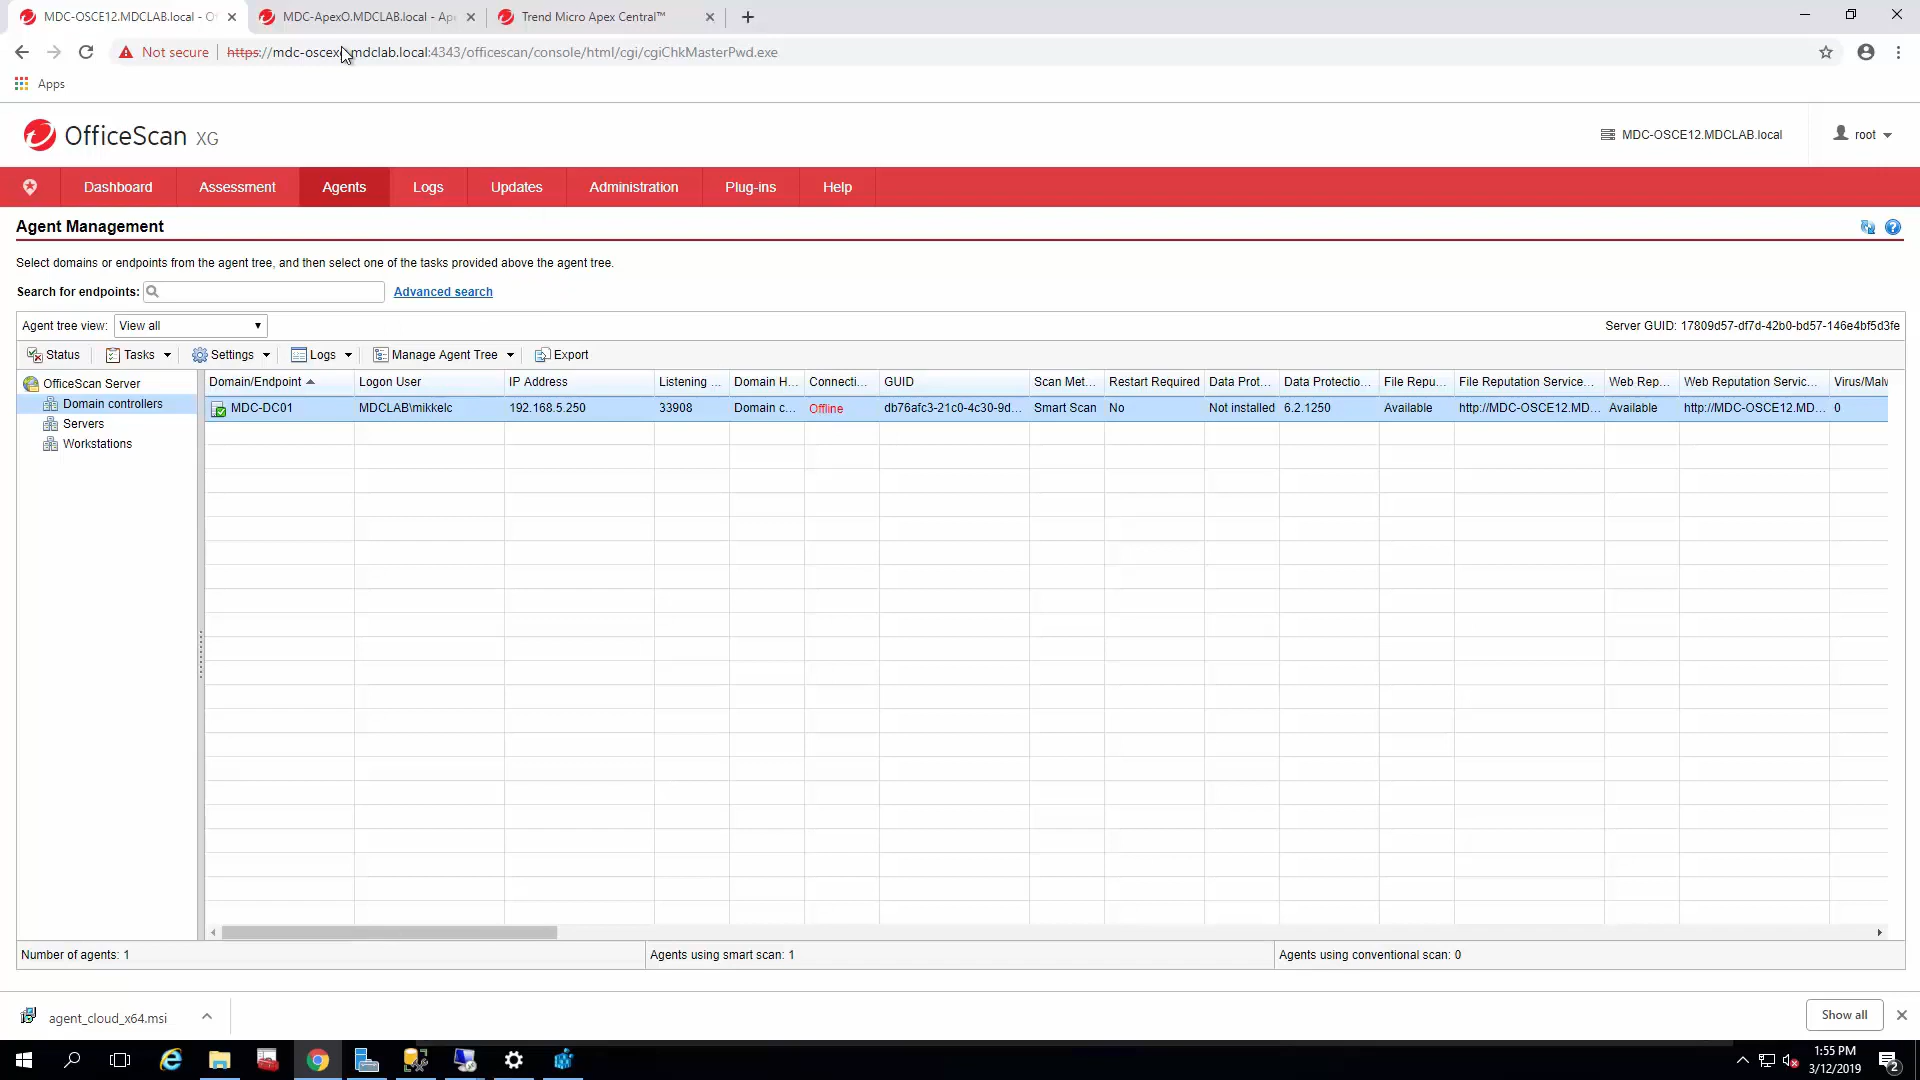 MDC-OSCE12.MDCLAB.local - O
MDC-ApexO.MDCLAB.local - Ap
Trend Micro Apex Central™
Not secure
https://mdc-oscex
.mdclab.local:4343/officescan/console/html/cgi/cgiChkMasterPwd.exe
Apps
OfficeScan XG
MDC-OSCE12.MDCLAB.local
root
Dashboard
Assessment
Agents
Logs
Updates
Administration
Plug-ins
Help
Agent Management
Select domains or endpoints from the agent tree, and then select one of the tasks provided above the agent tree.
Search for endpoints:
Advanced search
Agent tree view: View all
Server GUID: 17809d57-df7d-42b0-bd57-146e4bf5d3fe
Status
Tasks
Settings
Logs
Manage Agent Tree
Export
OfficeScan Server
Domain controllers
Servers
Workstations
Domain/Endpoint Logon User IP Address Listening ... Domain H... Connecti... GUID Scan Met... Restart Required Data Prot... Data Protectio... File Repu... File Reputation Service... Web Rep... Web Reputation Servic... Virus/Malw
MDC-DC01 MDCLAB\mikkelc 192.168.5.250 33908 Domain c... Offline db76afc3-21c0-4c30-9d... Smart Scan No Not installed 6.2.1250 Available http://MDC-OSCE12.MD... Available http://MDC-OSCE12.MD... 0
Number of agents: 1
Agents using smart scan: 1
Agents using conventional scan: 0
agent_cloud_x64.msi
Show all
1:55 PM
3/12/2019
2